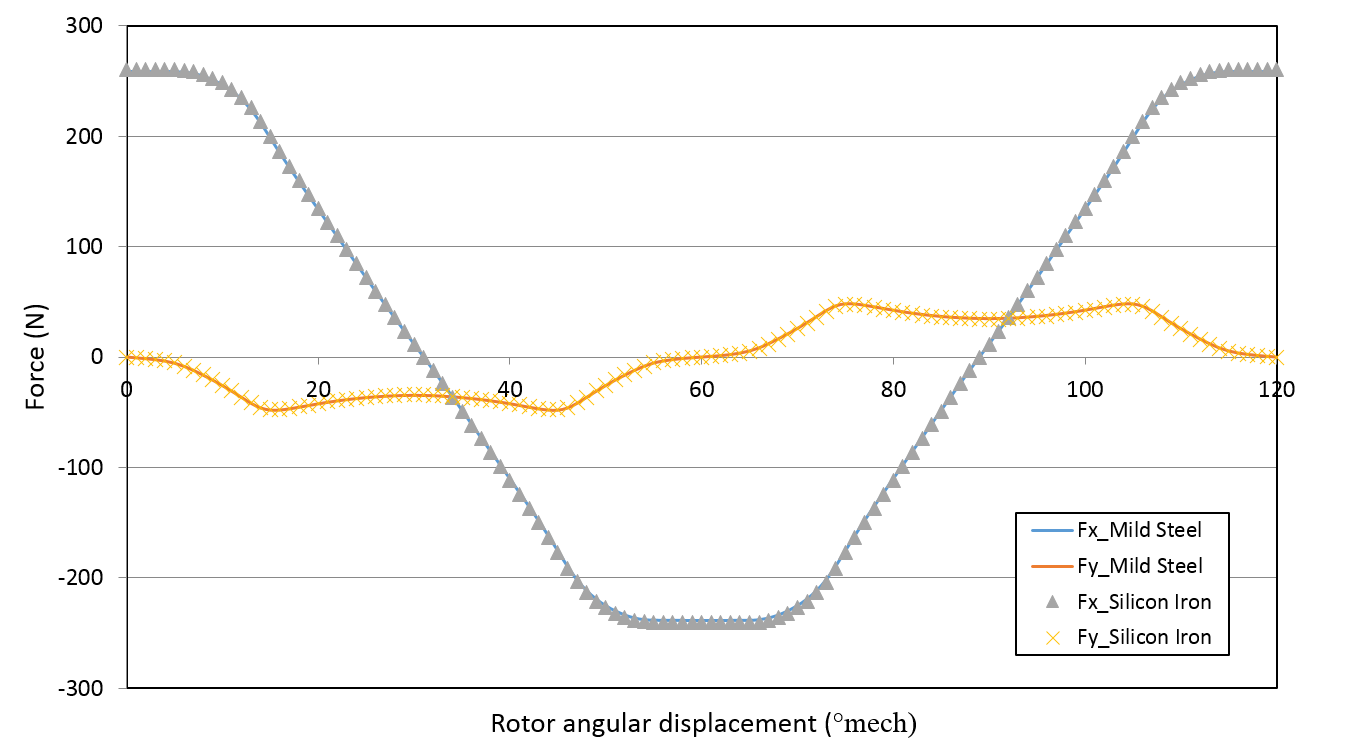 300
200
100
0
-100
-200
-300
0 20 40 60 80 100 120
Force (N)
Rotor angular displacement (°mech)
Fx_Mild Steel
Fy_Mild Steel
Fx_Silicon Iron
Fy_Silicon Iron